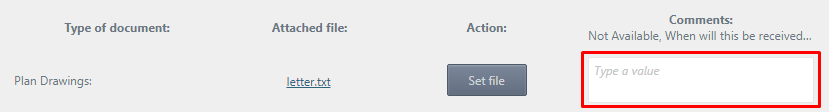 Type of document: Attached file: Action: Comments:
Not Available, When will this be received...
Plan Drawings: letter.txt Set file Type a value